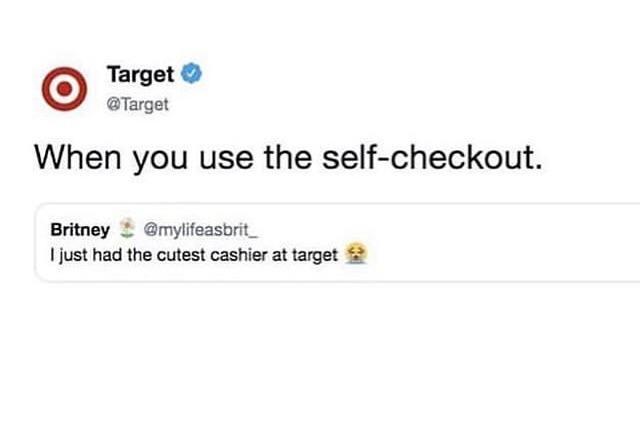 Target
@Target
When you use the self-checkout.
Britney 💐 @mylifeasbrit_
I just had the cutest cashier at target 😭